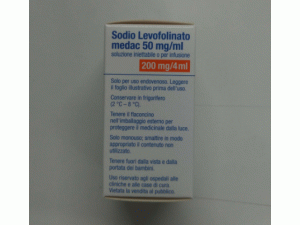 Sodio Levofolinato
medac 50 mg/ml
soluzione iniettabile o per infusione
200 mg/4ml
Solo per uso endovenoso. Leggere
il foglio illustrativo prima dell'uso.
Conservare in frigorifero
(2 °C – 8 °C).
Tenere il flaconcino
nell'imballaggio esterno per
proteggere il medicinale dalla luce.
Solo monouso; smaltire in modo
appropriato il contenuto non
utilizzato.
Tenere fuori dalla vista e dalla
portata dei bambini.
Uso riservato agli ospedali alle
cliniche e alle case di cura.
Vietata la vendita al pubblico.